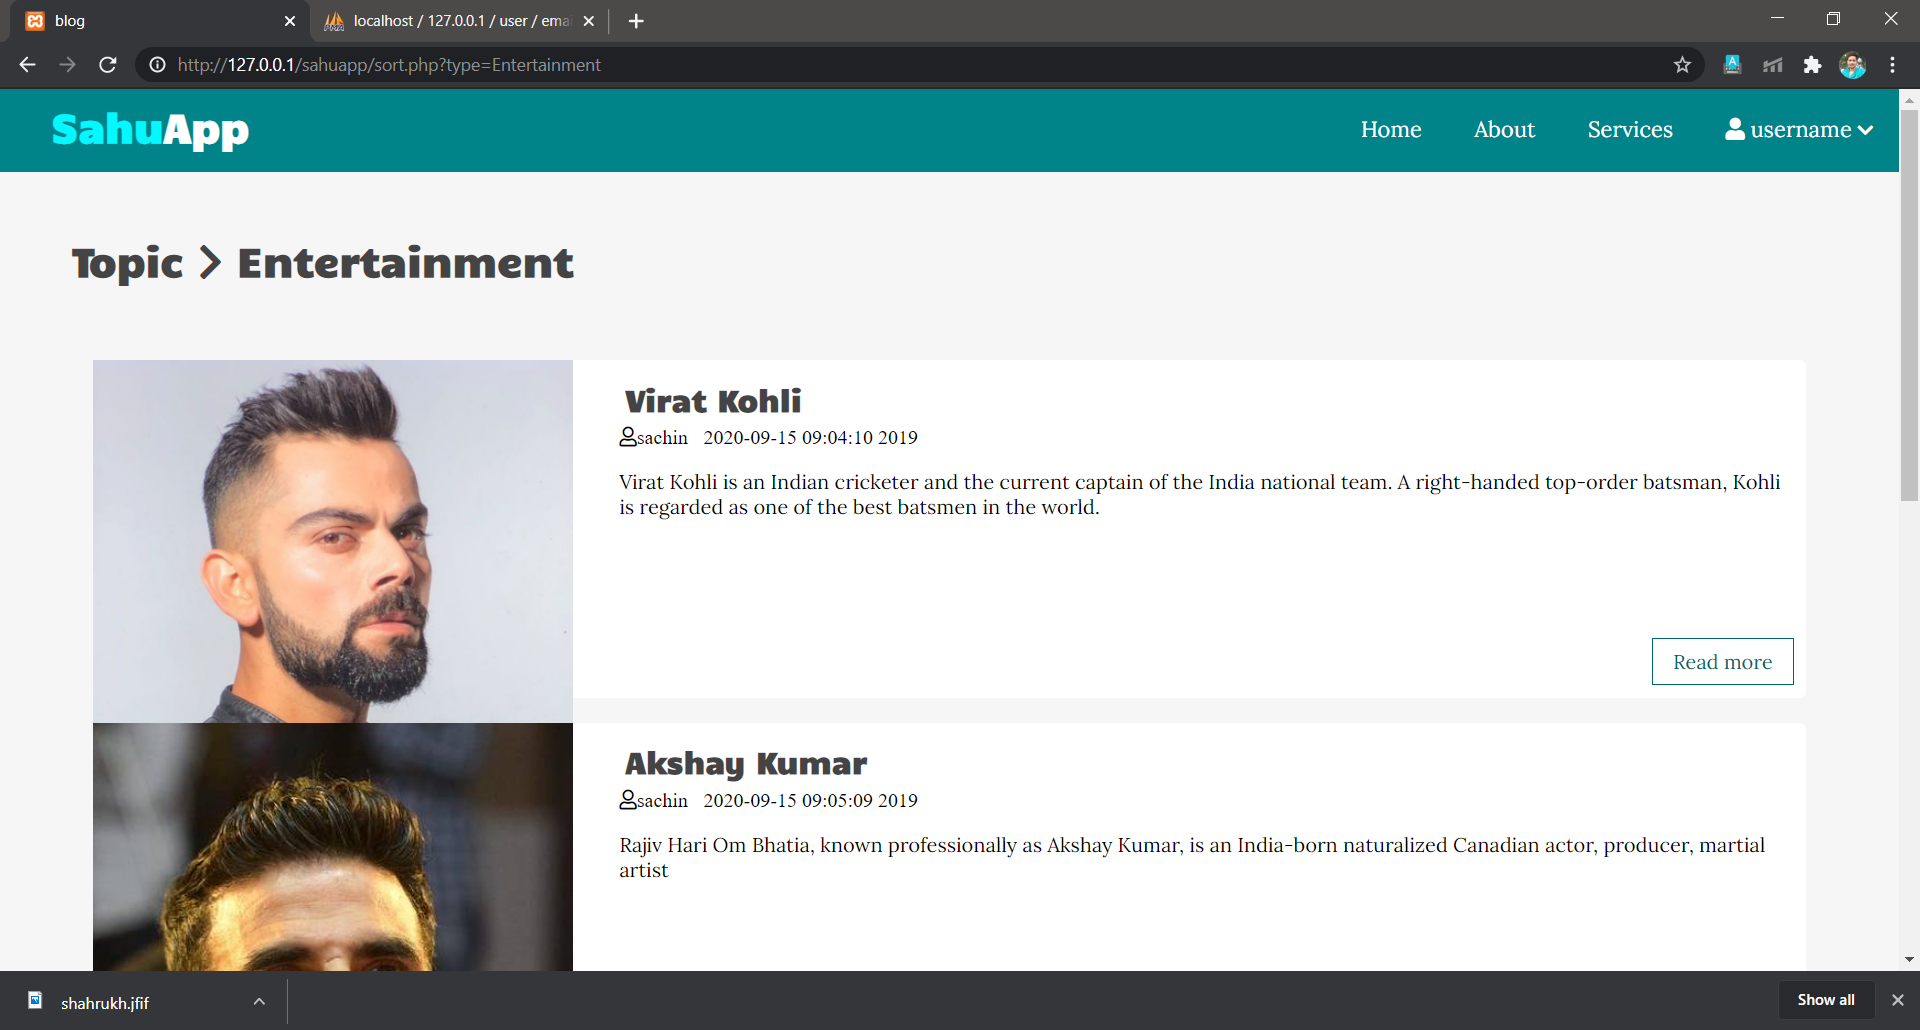 blog
localhost / 127.0.0.1 / user / ema
http://127.0.0.1/sahuapp/sort.php?type=Entertainment
SahuApp
Home
About
Services
username
Topic > Entertainment
Virat Kohli
sachin 2020-09-15 09:04:10 2019
Virat Kohli is an Indian cricketer and the current captain of the India national team. A right-handed top-order batsman, Kohli
is regarded as one of the best batsmen in the world.
Read more
Akshay Kumar
sachin 2020-09-15 09:05:09 2019
Rajiv Hari Om Bhatia, known professionally as Akshay Kumar, is an India-born naturalized Canadian actor, producer, martial
artist
shahrukh.jfif
Show all